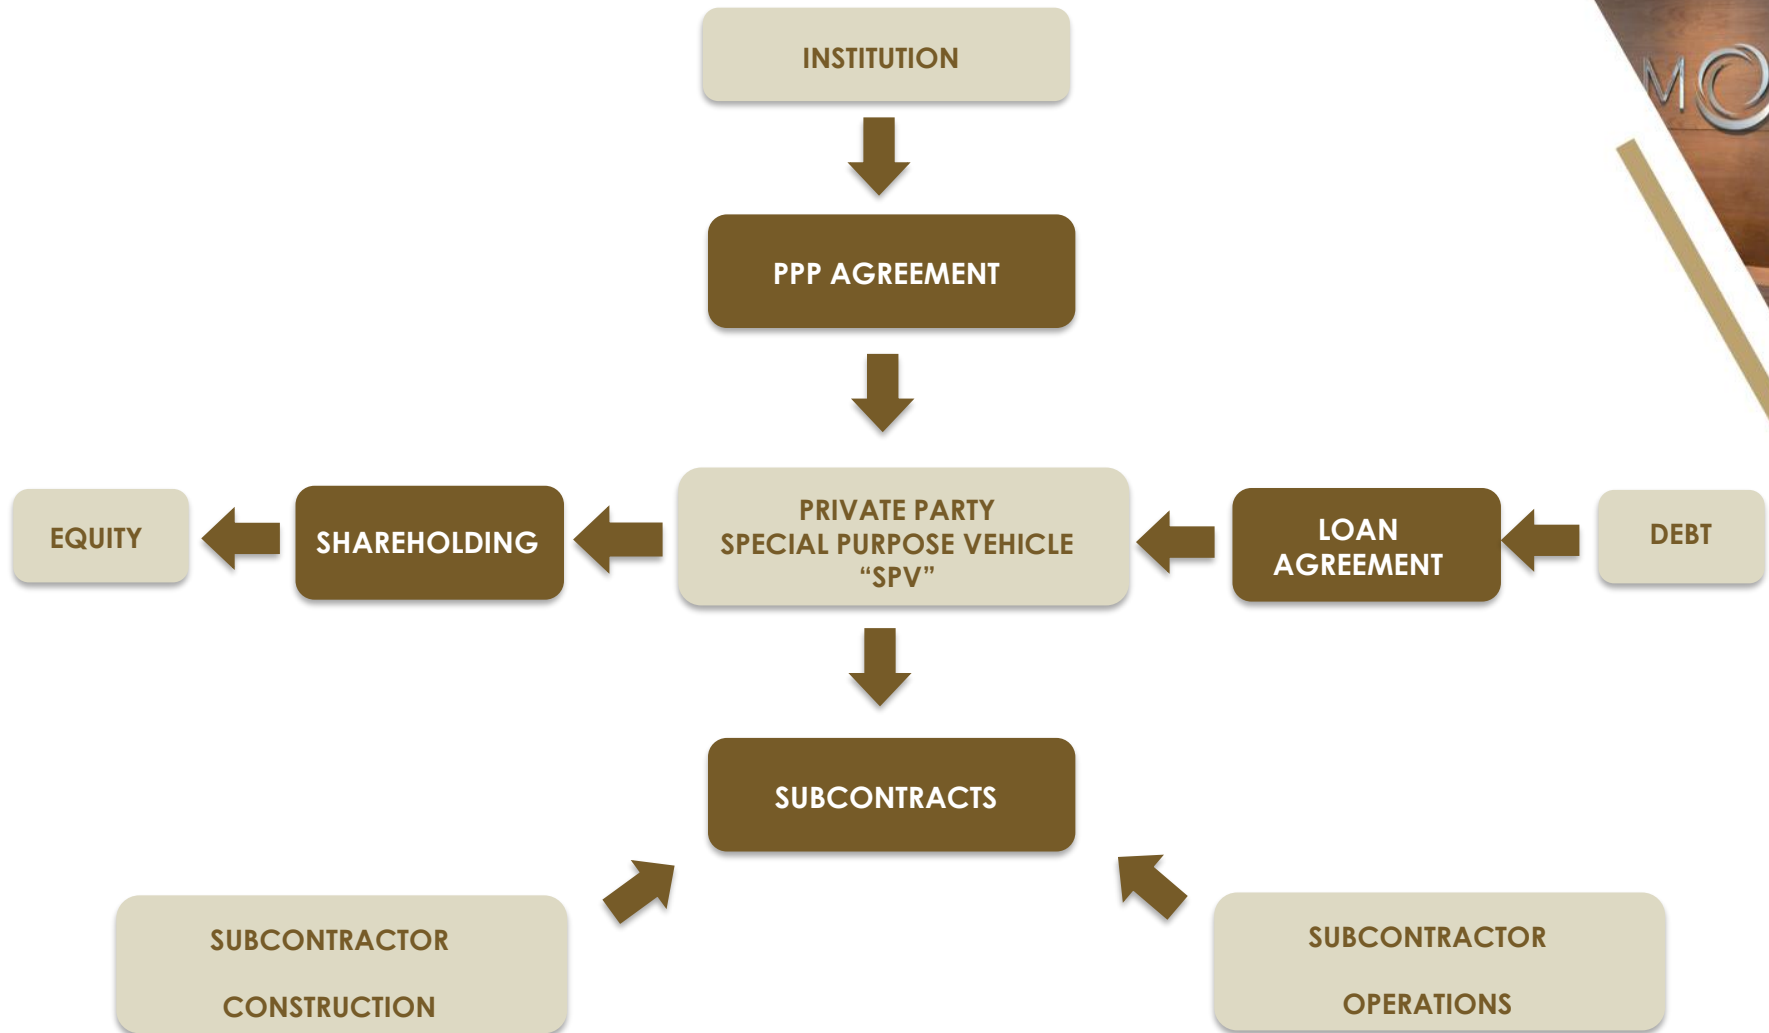 INSTITUTION
MO
PPP AGREEMENT
EQUITY
SHAREHOLDING
PRIVATE PARTY
SPECIAL PURPOSE VEHICLE
“SPV”
LOAN
AGREEMENT
DEBT
SUBCONTRACTS
SUBCONTRACTOR
CONSTRUCTION
SUBCONTRACTOR
OPERATIONS